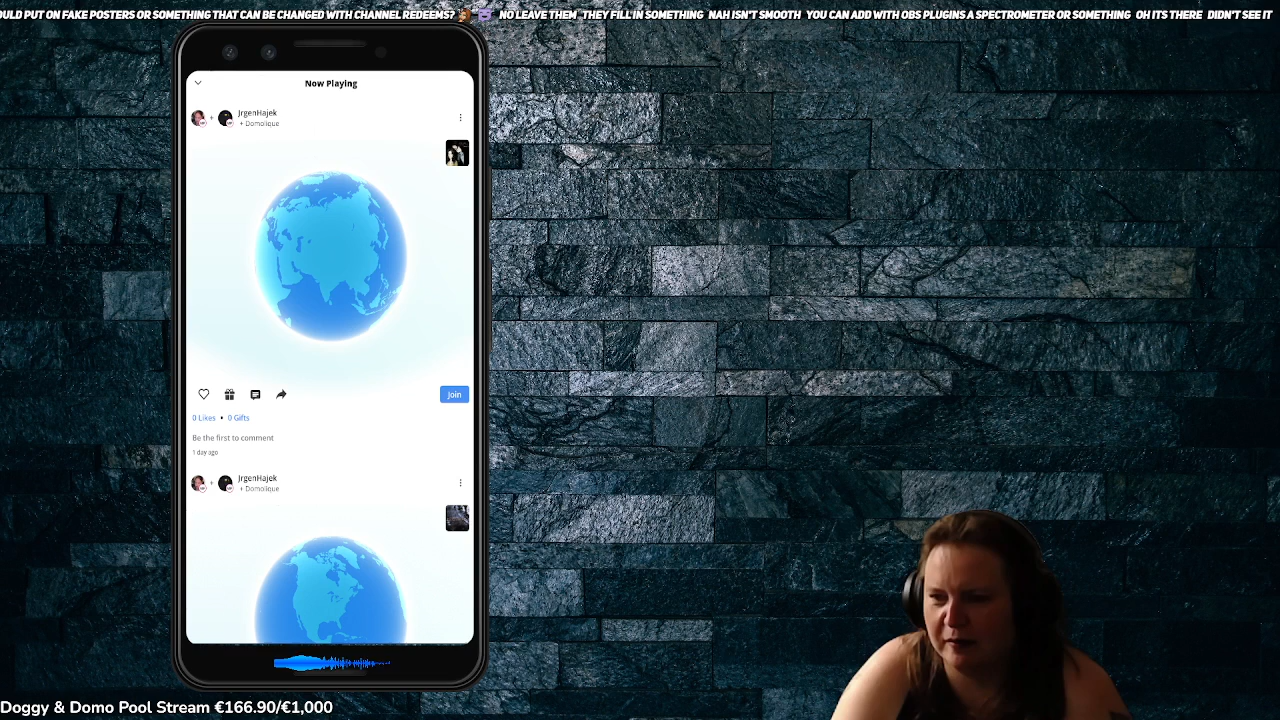 OULD PUT ON FAKE POSTERS OR SOMETHING THAT CAN BE CHANGED WITH CHANNEL REDEEMS? NO LEAVE THEM THEY FILL IN SOMETHING NAH ISN'T SMOOTH YOU CAN ADD WITH OBS PLUGINS A SPECTROMETER OR SOMETHING OH ITS THERE DIDN'T SEE IT
Now Playing
JrgenHajek
+ Domolique
Join
0 Likes • 0 Gifts
Be the first to comment
1 day ago
JrgenHajek
+ Domolique
Doggy & Domo Pool Stream €166.90/€1,000